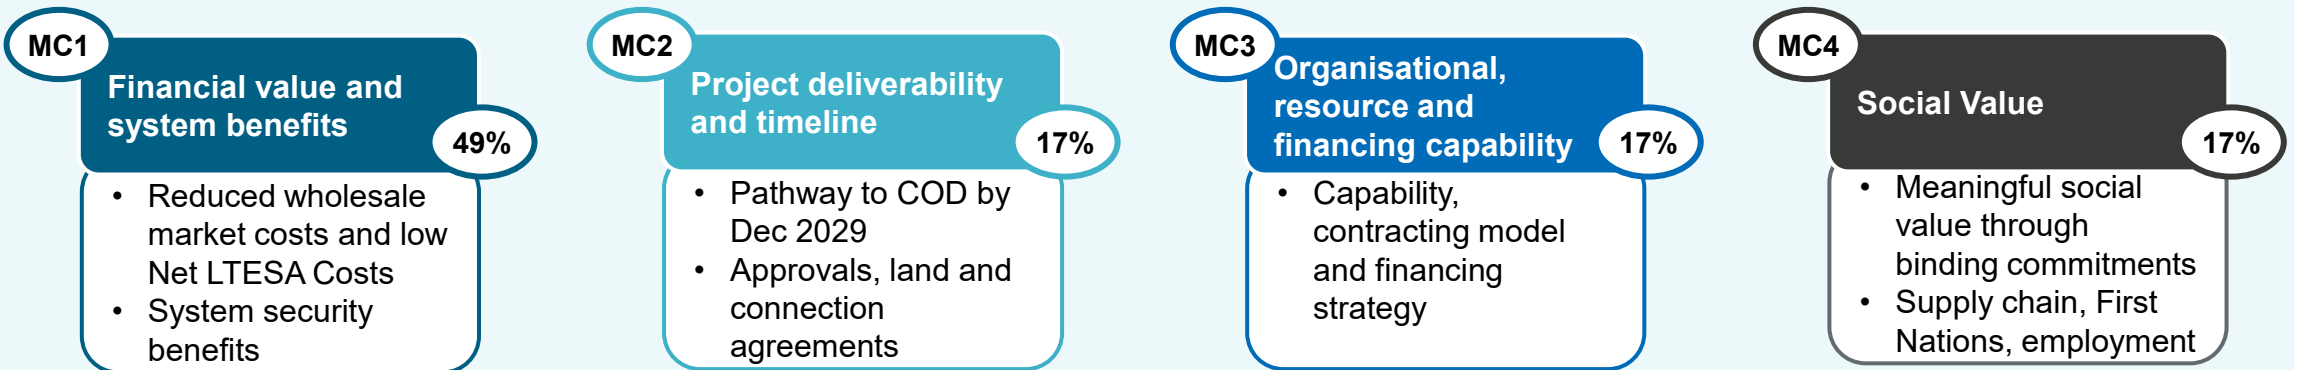 MC1
Financial value and
system benefits
49%
• Reduced wholesale
market costs and low
Net LTESA Costs
• System security
benefits
MC2
Project deliverability
and timeline
17%
• Pathway to COD by
Dec 2029
• Approvals, land and
connection
agreements
MC3
Organisational,
resource and
financing capability
17%
• Capability,
contracting model
and financing
strategy
MC4
Social Value
17%
• Meaningful social
value through
binding commitments
• Supply chain, First
Nations, employment